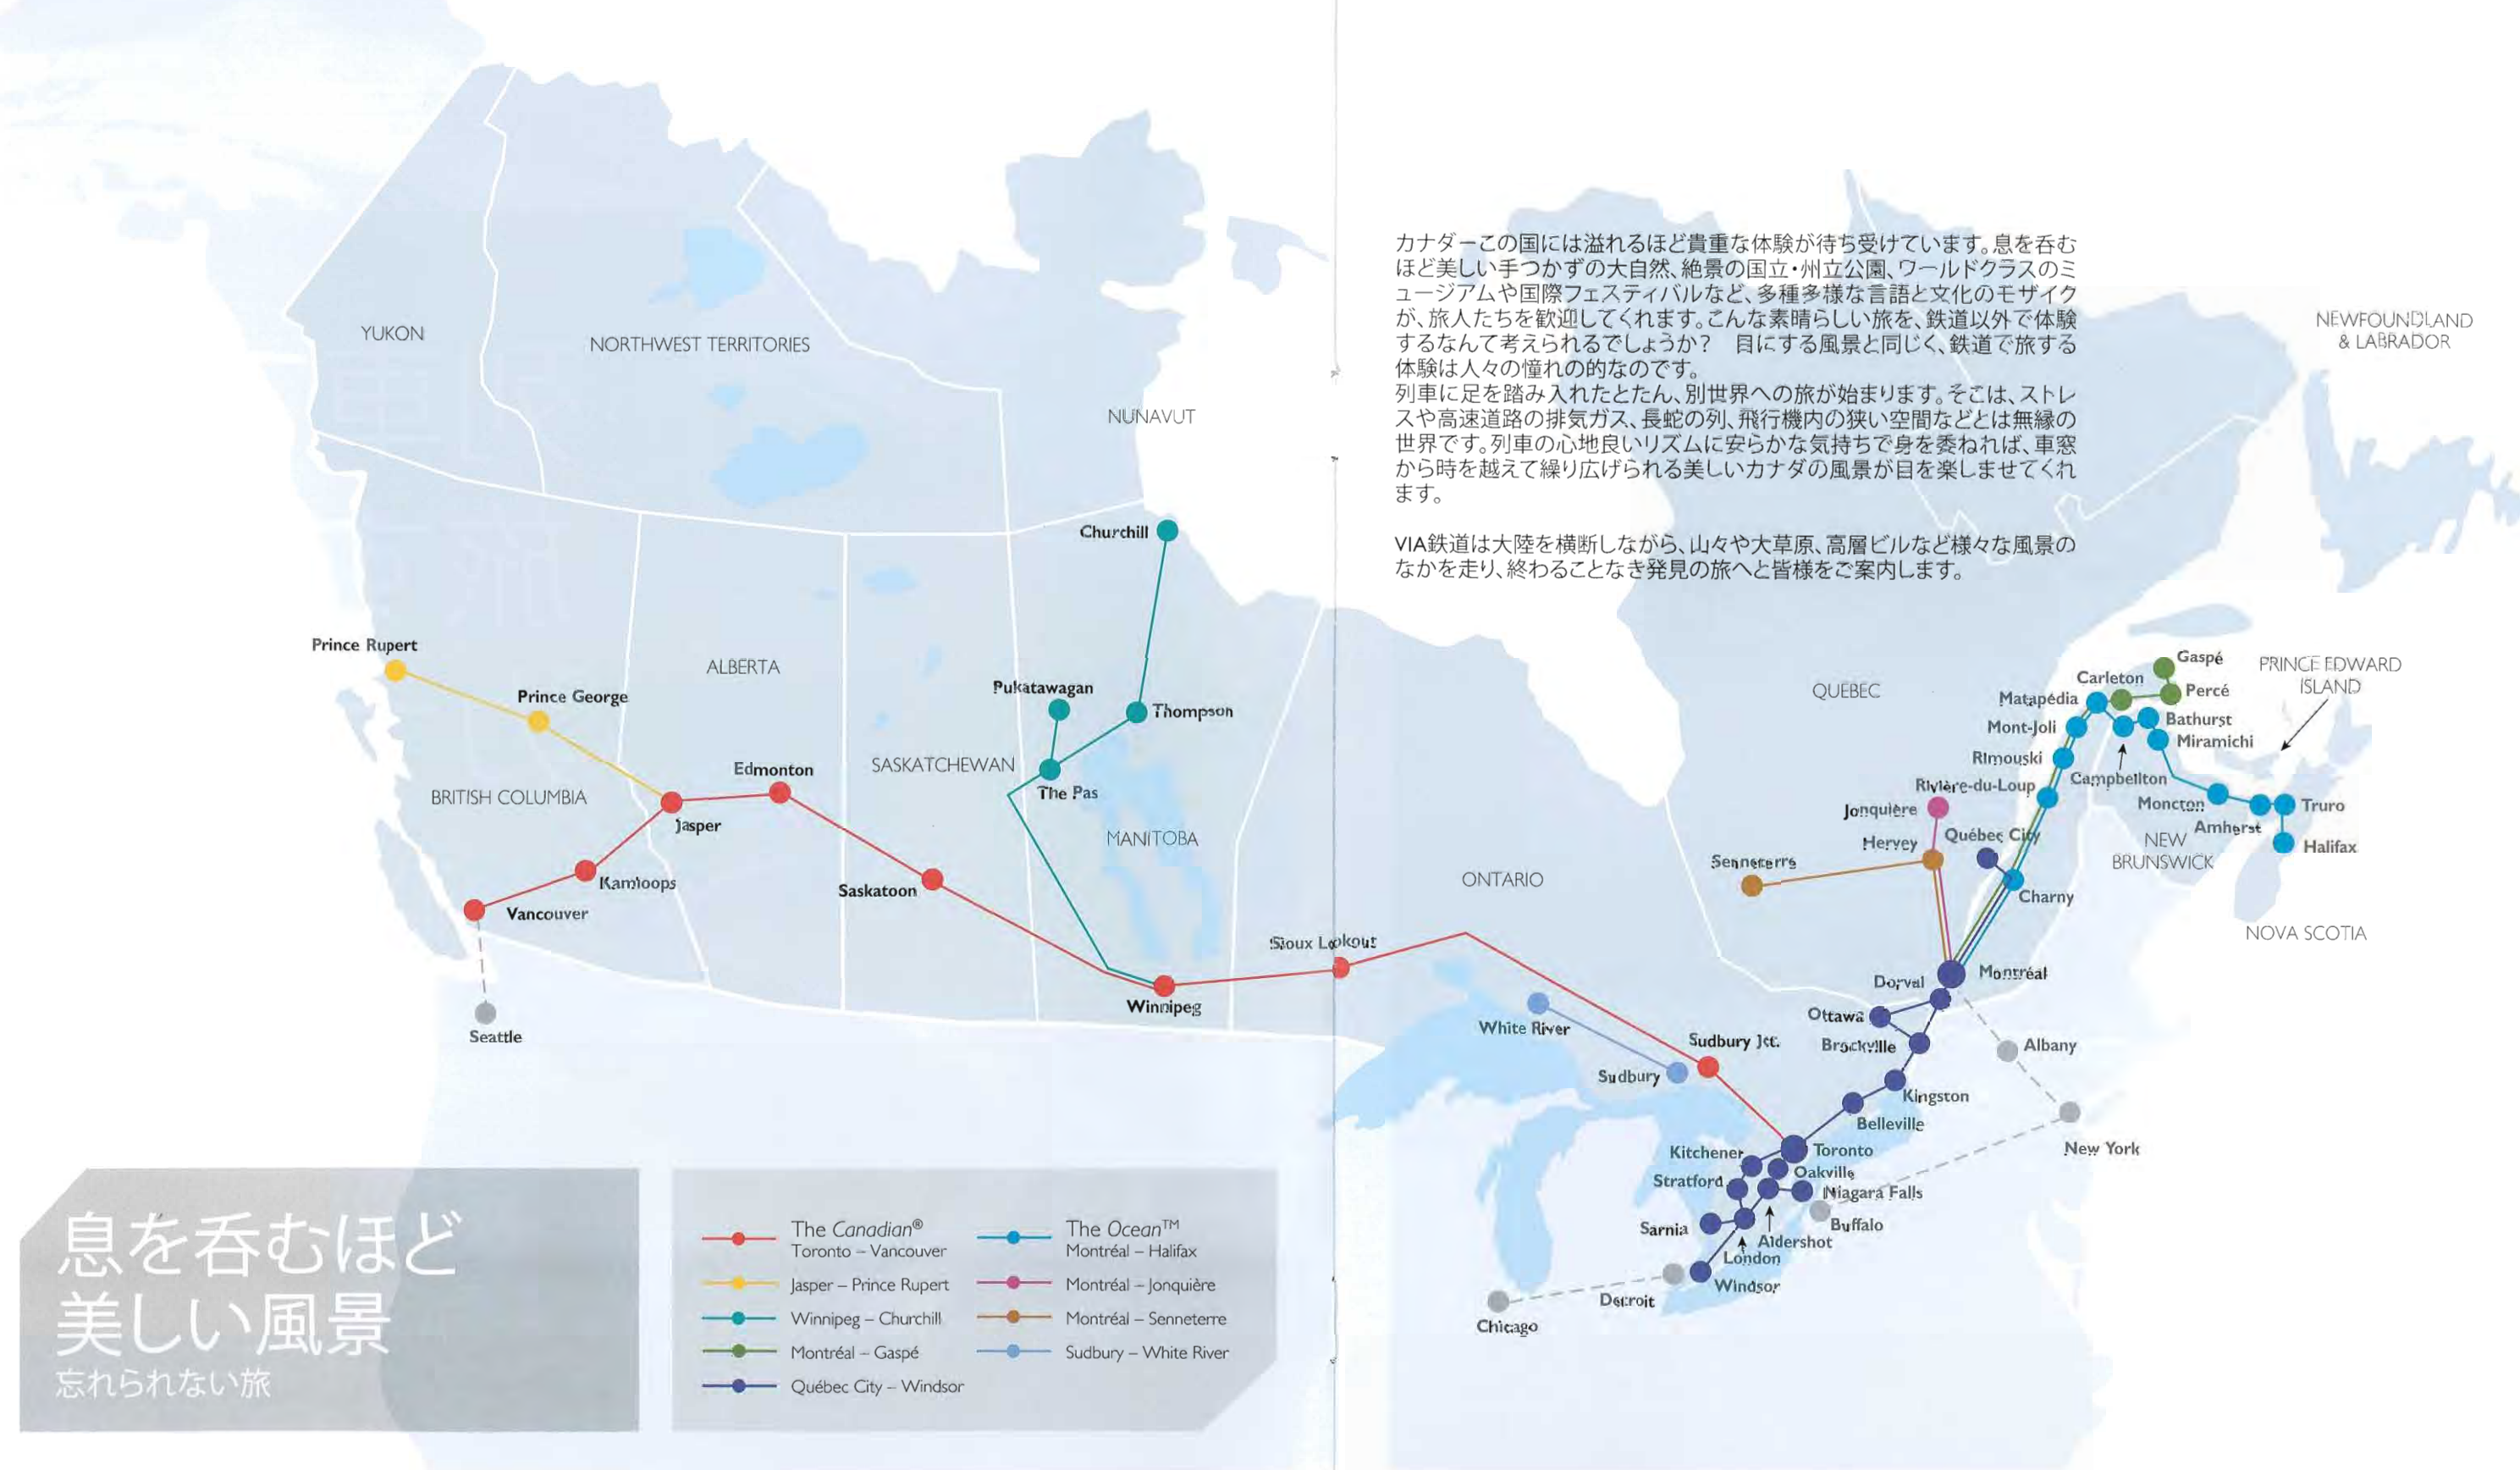 カナダーこの国には溢れるほど貴重な体験が待ち受けています。息を呑む
ほど美しい手つかずの大自然、絶景の国立・州立公園、ワールドクラスのミ
ュージアムや国際フェスティバルなど、多種多様な言語と文化のモザイク
が、旅人たちを歓迎してくれます。こんな素晴らしい旅を、鉄道以外で体験
するなんて考えられるでしょうか？　目にする風景と同じく、鉄道で旅する
体験は人々の憧れの的なのです。
列車に足を踏み入れたとたん、別世界への旅が始まります。そこは、ストレ
スや高速道路の排気ガス、長蛇の列、飛行機内の狭い空間などとは無縁の
世界です。列車の心地良いリズムに安らかな気持ちで身を委ねれば、車窓
から時を越えて繰り広げられる美しいカナダの風景が目を楽しませてくれ
ます。
VIA鉄道は大陸を横断しながら、山々や大草原、高層ビルなど様々な風景の
なかを走り、終わることなき発見の旅へと皆様をご案内します。
YUKON
NORTHWEST TERRITORIES
NUNAVUT
NEWFOUNDLAND
& LABRADOR
Churchill
Prince Rupert
Prince George
ALBERTA
Pukatawagan
Thompson
SASKATCHEWAN
The Pas
MANITOBA
BRITISH COLUMBIA
Edmonton
Jasper
Kamloops
Vancouver
Seattle
Saskatoon
Winnipeg
Sioux Lookout
ONTARIO
White River
Sudbury
Sudbury Jct.
QUEBEC
Gaspé
Carleton
Percé
PRINCE EDWARD
ISLAND
Matapédia
Bathurst
Mont-Joli
Miramichi
Rimouski
Campbellton
Rivière-du-Loup
Moncton
Truro
Jonquière
Amherst
Québec City
Hervey
NEW
BRUNSWICK
Halifax
Senneterre
Charny
NOVA SCOTIA
Montréal
Dorval
Ottawa
Brockville
Albany
Kingston
Belleville
New York
Kitchener
Toronto
Oakville
Stratford
Niagara Falls
Buffalo
Sarnia
Aldershot
London
Windsor
Detroit
Chicago
息を呑むほど
美しい風景
忘れられない旅
The Canadian®
Toronto – Vancouver
Jasper – Prince Rupert
Winnipeg – Churchill
Montréal – Gaspé
Québec City – Windsor
The Ocean™
Montréal – Halifax
Montréal – Jonquière
Montréal – Senneterre
Sudbury – White River